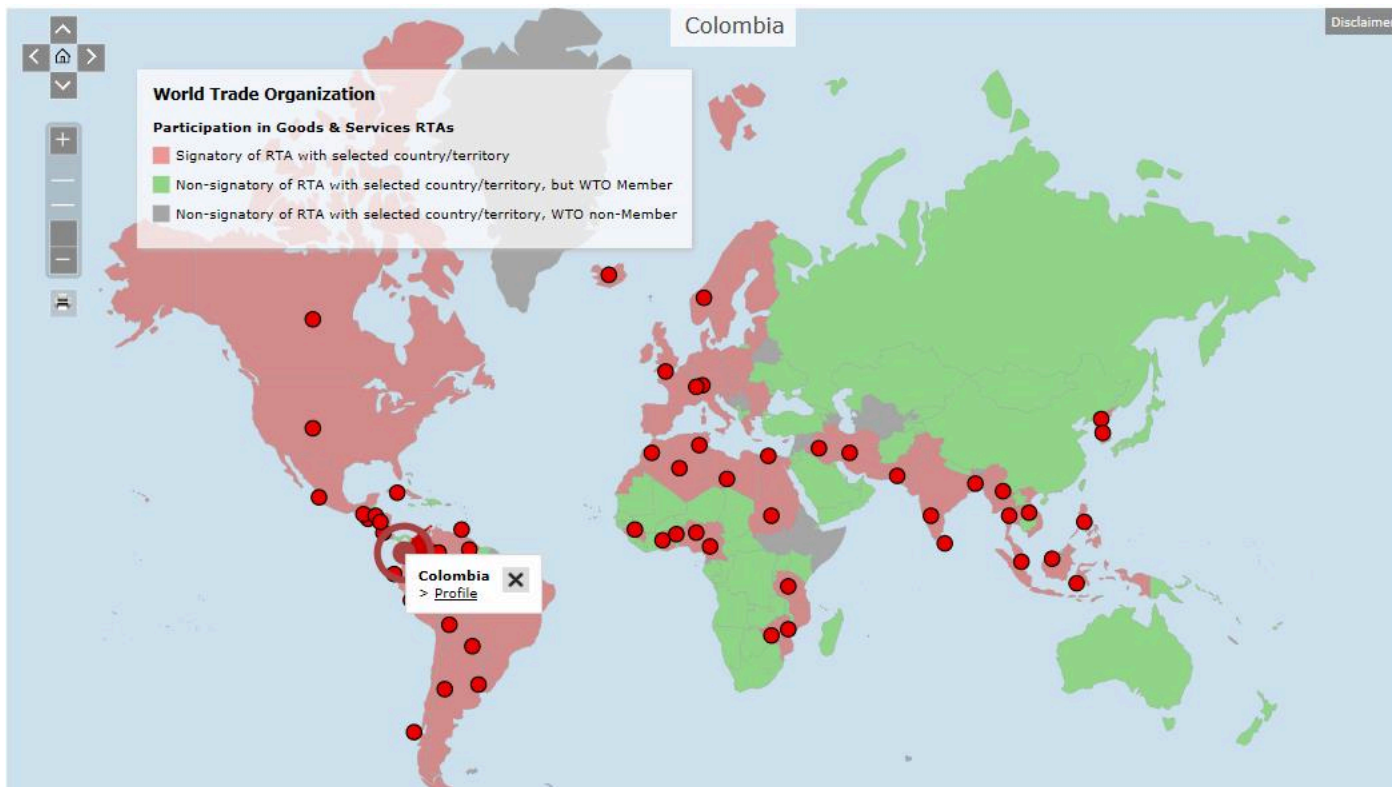 Colombia
Disclaimer
World Trade Organization
Participation in Goods & Services RTAs
Signatory of RTA with selected country/territory
Non-signatory of RTA with selected country/territory, but WTO Member
Non-signatory of RTA with selected country/territory, WTO non-Member
Colombia
> Profile